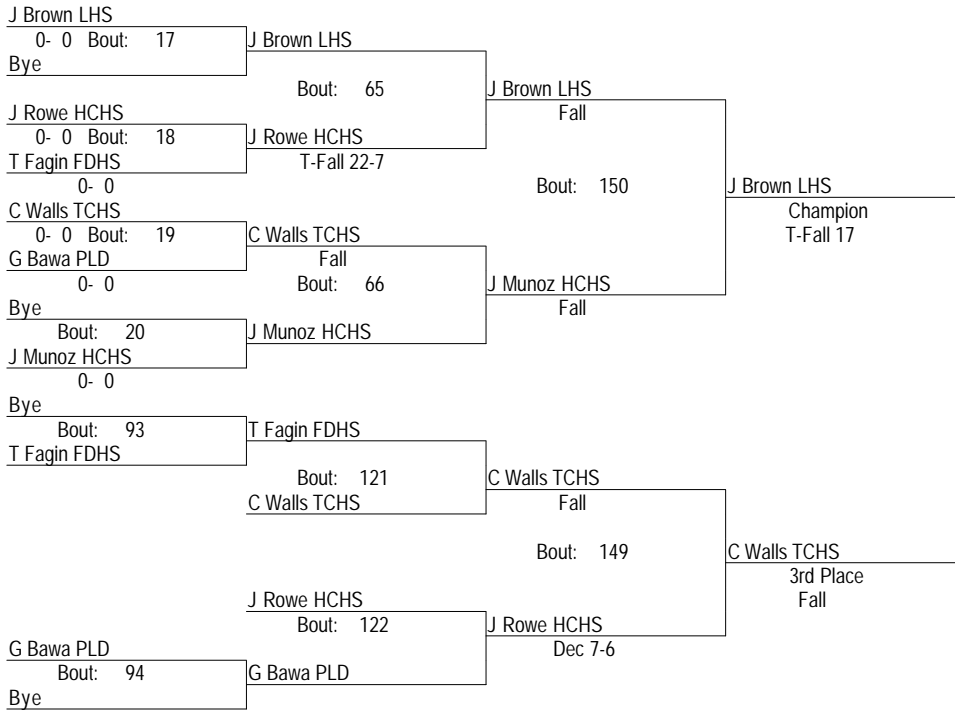 J Brown LHS
0- 0 Bout: 17
J Brown LHS
Bye
Bout: 65
J Brown LHS
J Rowe HCHS
Fall
0- 0 Bout: 18
J Rowe HCHS
T Fagin FDHS
T-Fall 22-7
0- 0
Bout: 150
J Brown LHS
C Walls TCHS
Champion
0- 0 Bout: 19
C Walls TCHS
T-Fall 17
G Bawa PLD
Fall
0- 0
Bout: 66
J Munoz HCHS
Bye
Fall
Bout: 20
J Munoz HCHS
J Munoz HCHS
0- 0
Bye
Bout: 93
T Fagin FDHS
T Fagin FDHS
Bout: 121
C Walls TCHS
C Walls TCHS
Fall
Bout: 149
C Walls TCHS
3rd Place
J Rowe HCHS
Fall
Bout: 122
J Rowe HCHS
G Bawa PLD
Dec 7-6
Bout: 94
G Bawa PLD
Bye